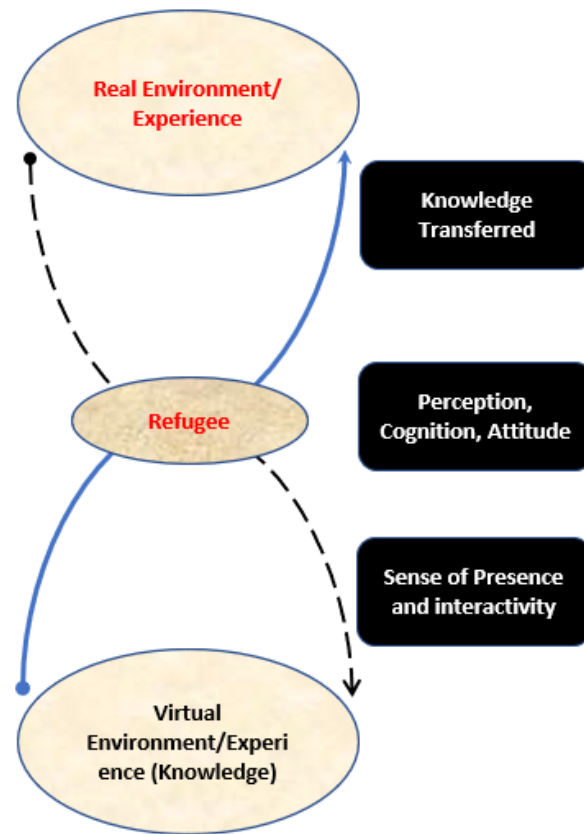 Real Environment/
Experience
Knowledge
Transferred
Refugee
Perception,
Cognition, Attitude
Sense of Presence
and interactivity
Virtual
Environment/Experi
ence (Knowledge)